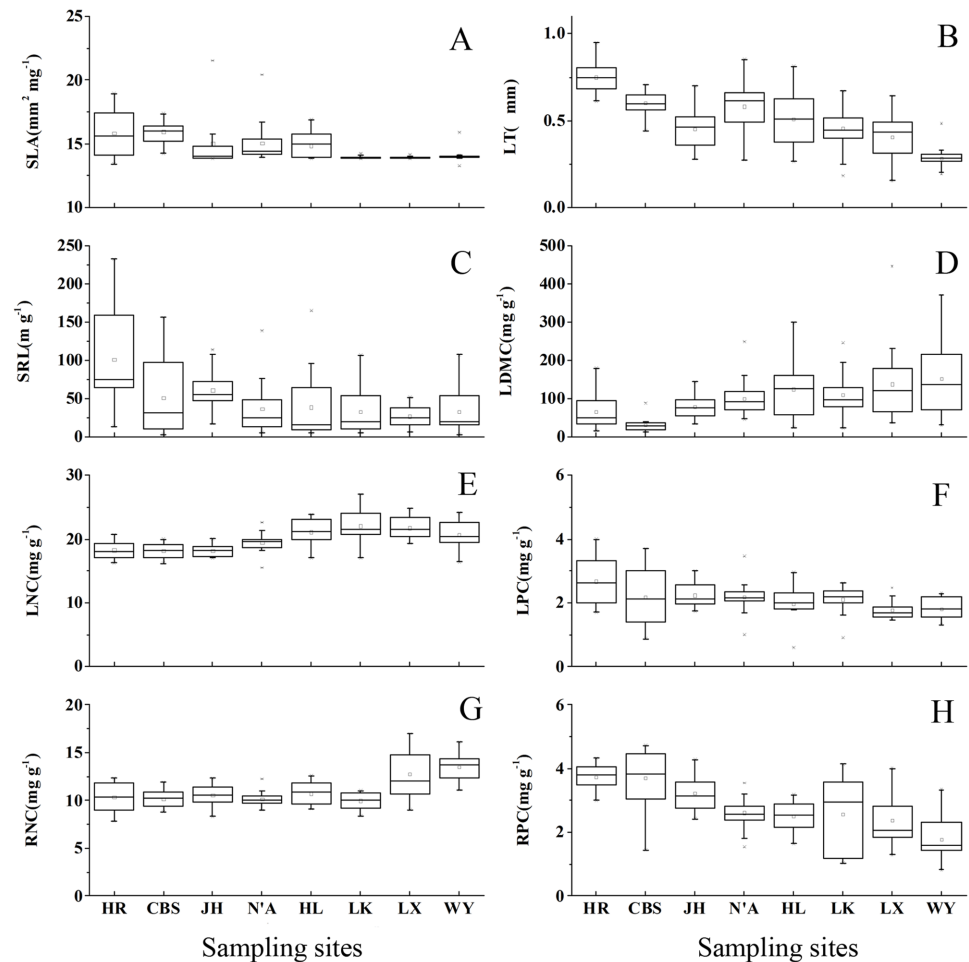 A
SLA(mm² mg⁻¹)
25
20
15
10
B
LT( mm)
1.0
0.5
0.0
C
SRL(m g⁻¹)
250
200
150
100
50
0
D
LDMC(mg g⁻¹)
500
400
300
200
100
0
E
LNC(mg g⁻¹)
30
20
10
0
F
LPC(mg g⁻¹)
6
4
2
0
G
RNC(mg g⁻¹)
20
15
10
5
0
HR CBS JH N'A HL LK LX WY
Sampling sites
H
RPC(mg g⁻¹)
6
4
2
0
HR CBS JH N'A HL LK LX WY
Sampling sites